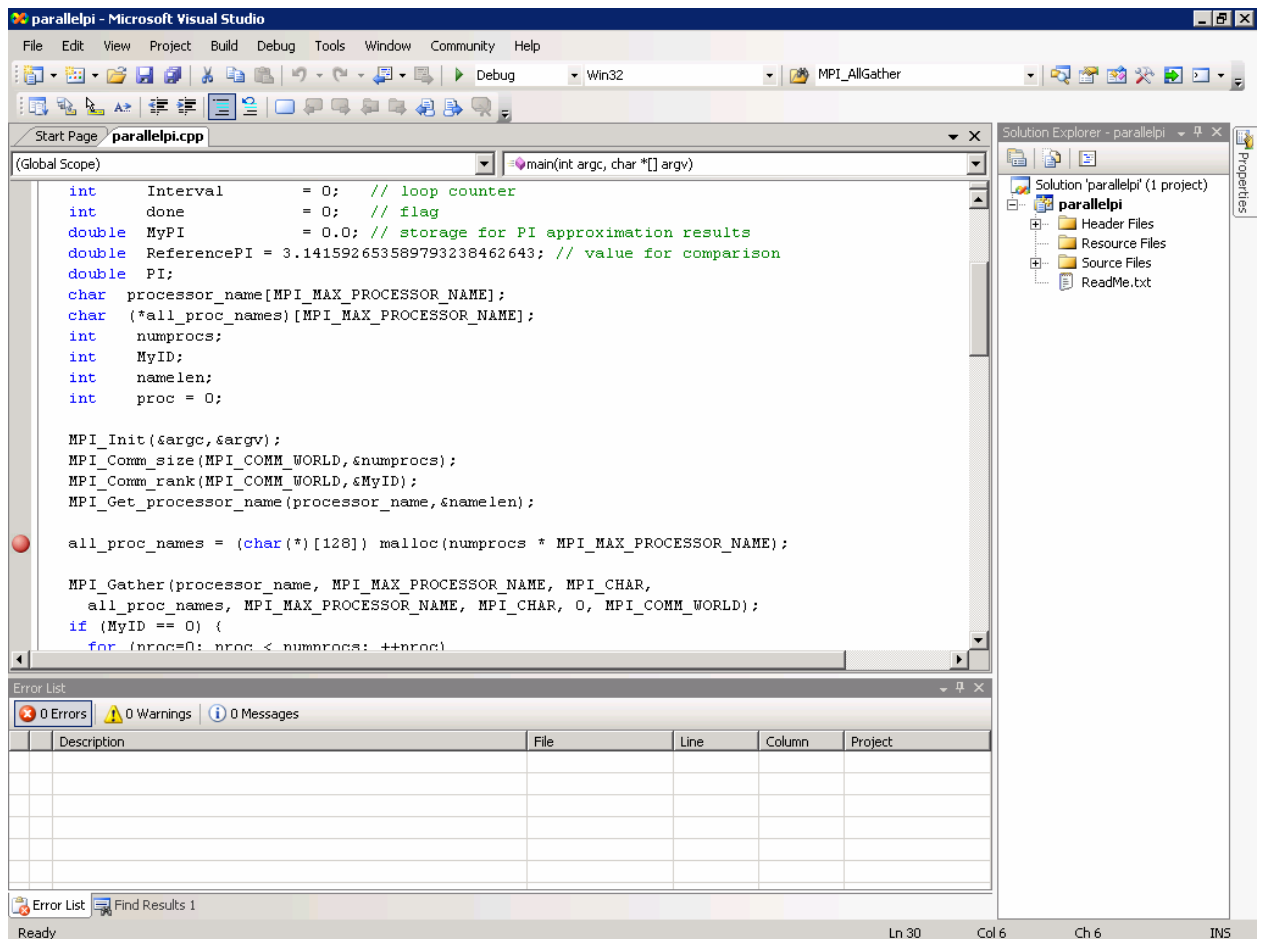 parallelpi - Microsoft Visual Studio
File Edit View Project Build Debug Tools Window Community Help
Debug Win32 MPI_AllGather
Start Page parallelpi.cpp
(Global Scope) main(int argc, char *[] argv)
int Interval = 0; // loop counter
int done = 0; // flag
double MyPI = 0.0; // storage for PI approximation results
double ReferencePI = 3.141592653589793238462643; // value for comparison
double PI;
char processor_name[MPI_MAX_PROCESSOR_NAME];
char (*all_proc_names)[MPI_MAX_PROCESSOR_NAME];
int numprocs;
int MyID;
int namelen;
int proc = 0;
MPI_Init(&argc,&argv);
MPI_Comm_size(MPI_COMM_WORLD,&numprocs);
MPI_Comm_rank(MPI_COMM_WORLD,&MyID);
MPI_Get_processor_name(processor_name,&namelen);
all_proc_names = (char(*)[128]) malloc(numprocs * MPI_MAX_PROCESSOR_NAME);
MPI_Gather(processor_name, MPI_MAX_PROCESSOR_NAME, MPI_CHAR,
all_proc_names, MPI_MAX_PROCESSOR_NAME, MPI_CHAR, 0, MPI_COMM_WORLD);
if (MyID == 0) {
for (proc=0; proc < numprocs; ++proc)
Solution Explorer - parallelpi
Solution 'parallelpi' (1 project)
parallelpi
Header Files
Resource Files
Source Files
ReadMe.txt
Properties
Error List
0 Errors 0 Warnings 0 Messages
Description File Line Column Project
Error List Find Results 1
Ready Ln 30 Col 6 Ch 6 INS